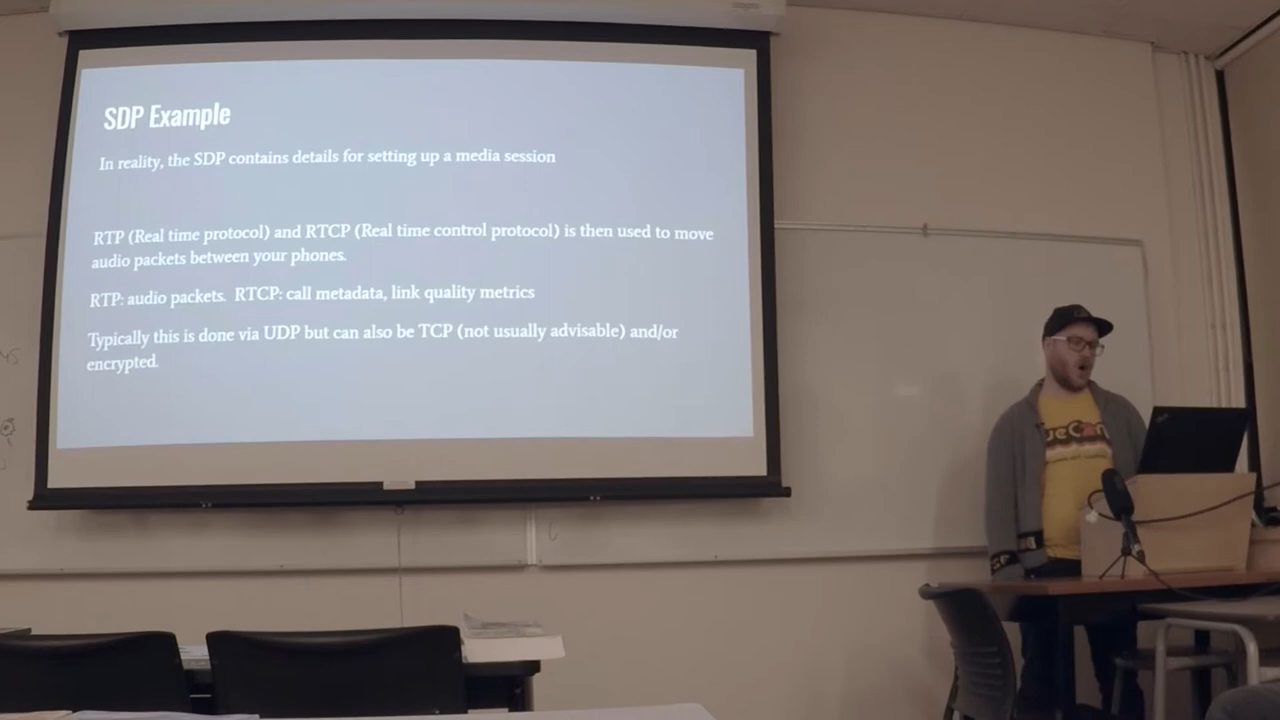 SDP Example
In reality, the SDP contains details for setting up a media session
RTP (Real time protocol) and RTCP (Real time control protocol) is then used to move
audio packets between your phones.
RTP: audio packets.  RTCP: call metadata, link quality metrics
Typically this is done via UDP but can also be TCP (not usually advisable) and/or
encrypted.